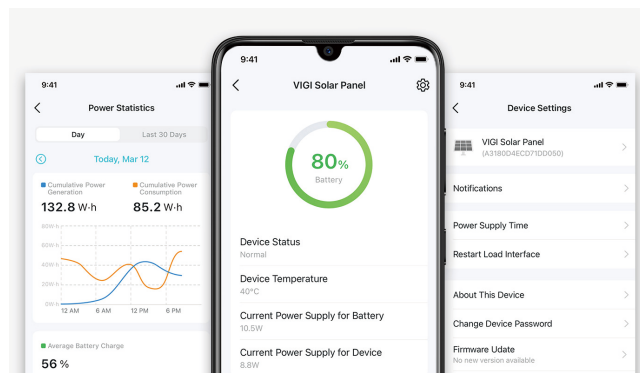 9:41
Power Statistics
Day
Last 30 Days
Today, Mar 12
Cumulative Power
Generation
132.8 W·h
Cumulative Power
Consumption
85.2 W·h
80W·h
60W·h
40W·h
20W·h
0W·h
12 AM
6 AM
12 PM
6 PM
Average Battery Charge
56 %
9:41
VIGI Solar Panel
80%
Battery
Device Status
Normal
Device Temperature
40°C
Current Power Supply for Battery
10.5W
Current Power Supply for Device
8.8W
9:41
Device Settings
VIGI Solar Panel
(A3180D4ECD71DD050)
Notifications
Power Supply Time
Restart Load Interface
About This Device
Change Device Password
Firmware Udate
No new version available